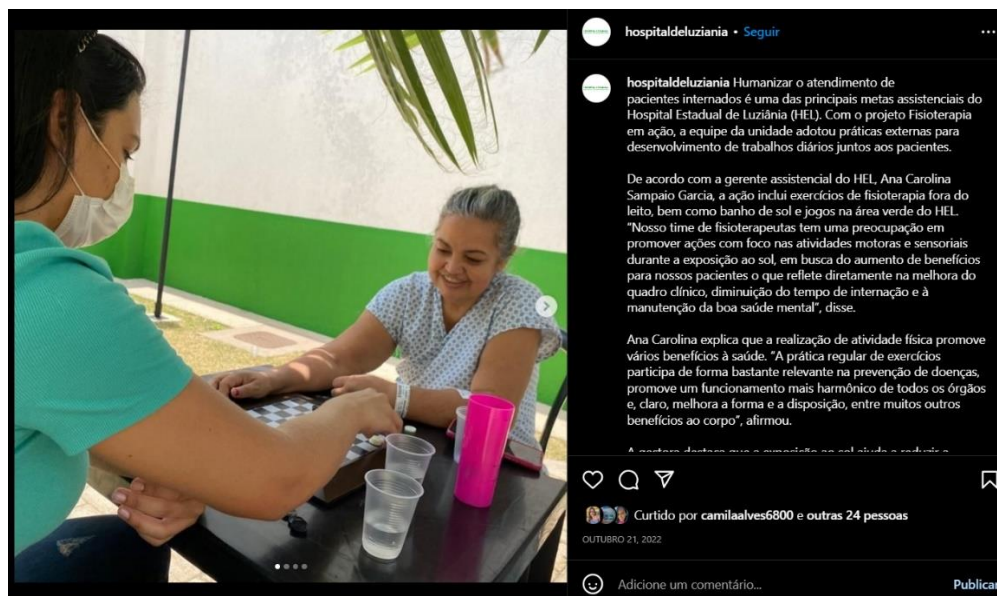 hospitaldeluziania • Seguir
hospitaldeluziania Humanizar o atendimento de
pacientes internados é uma das principais metas assistenciais do
Hospital Estadual de Luziânia (HEL). Com o projeto Fisioterapia
em ação, a equipe da unidade adotou práticas externas para
desenvolvimento de trabalhos diários juntos aos pacientes.
De acordo com a gerente assistencial do HEL, Ana Carolina
Sampaio Garcia, a ação inclui exercícios de fisioterapia fora do
leito, bem como banho de sol e jogos na área verde do HEL.
"Nosso time de fisioterapeutas tem uma preocupação em
promover ações com foco nas atividades motoras e sensoriais
durante a exposição ao sol, em busca do aumento de benefícios
para nossos pacientes o que reflete diretamente na melhora do
quadro clínico, diminuição do tempo de internação e à
manutenção da boa saúde mental", disse.
Ana Carolina explica que a realização de atividade física promove
vários benefícios à saúde. "A prática regular de exercícios
participa de forma bastante relevante na prevenção de doenças,
promove um funcionamento mais harmônico de todos os órgãos
e, claro, melhora a forma e a disposição, entre muitos outros
benefícios ao corpo", afirmou.
A gestora destaca que a exposição ao sol ajuda a reduzir a
Curtido por camilaalves6800 e outras 24 pessoas
OUTUBRO 21, 2022
Adicione um comentário...
Publicar